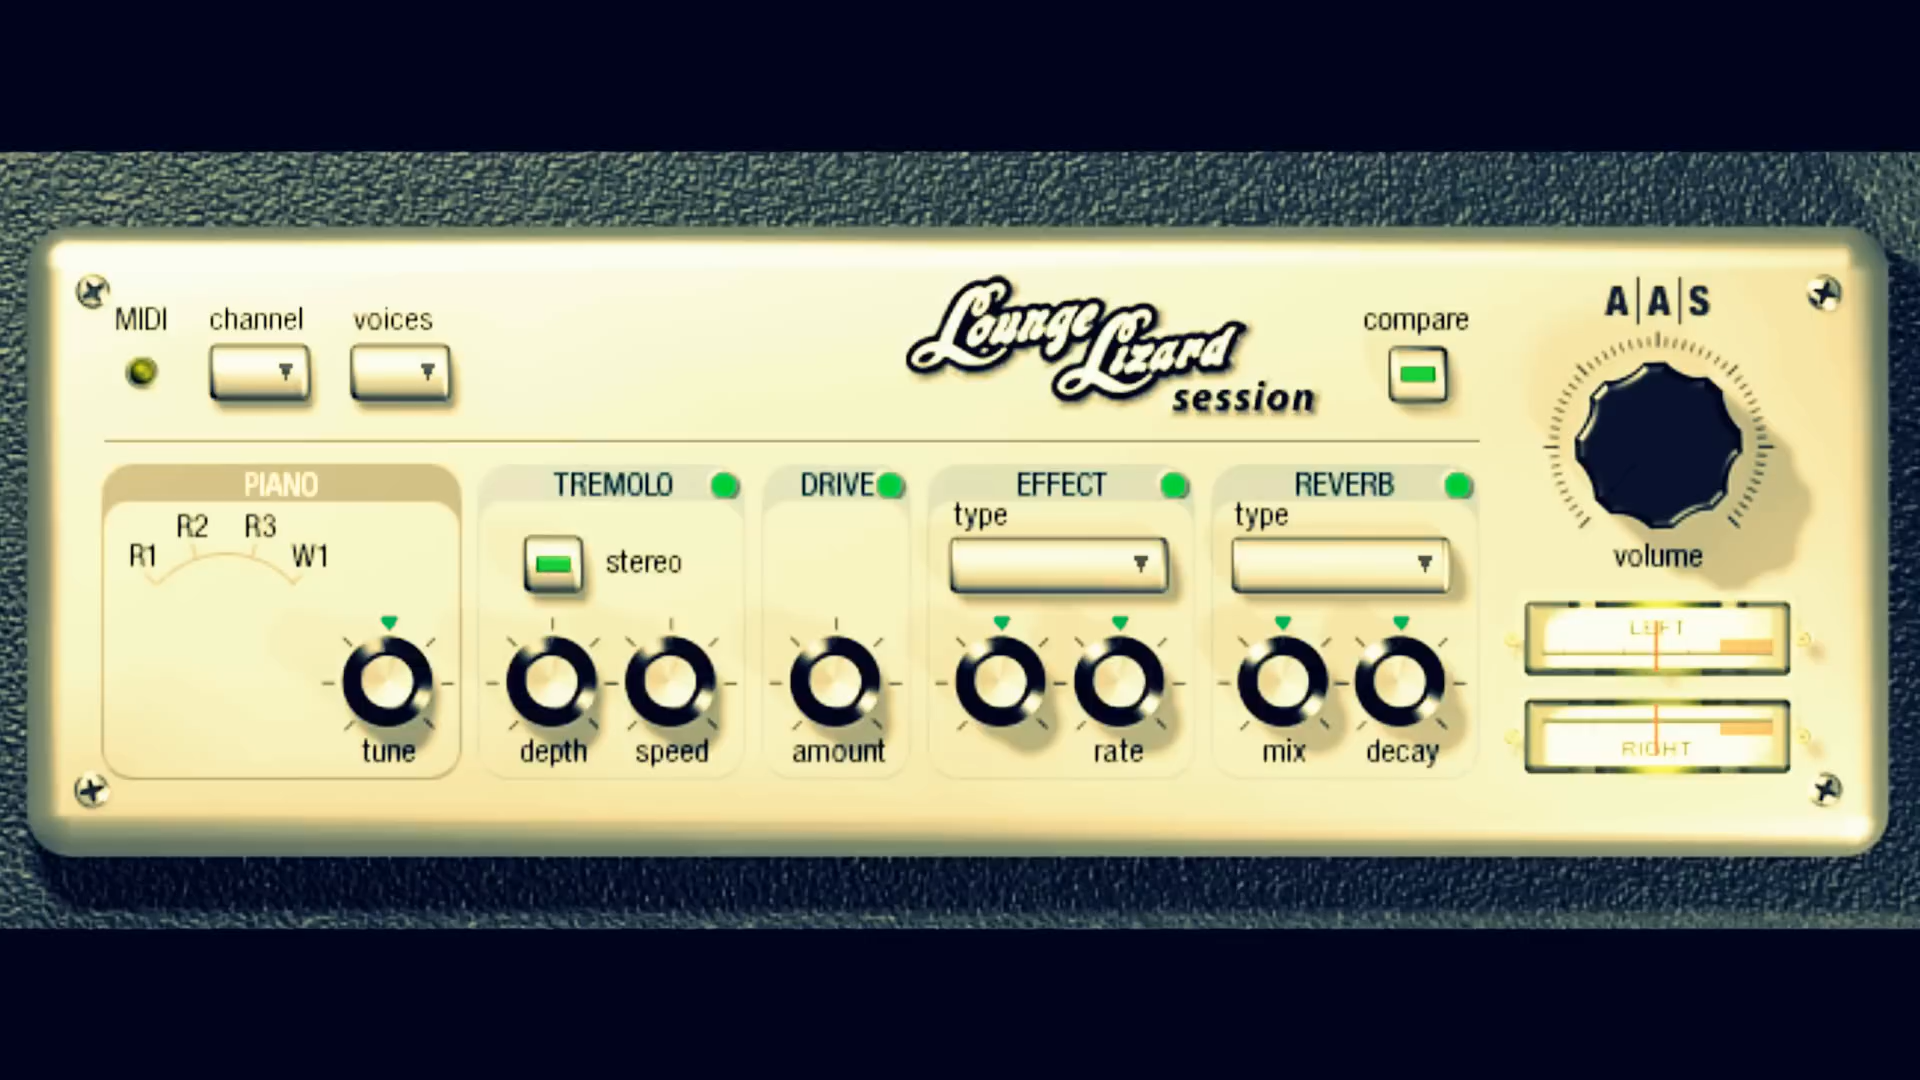 MIDI channel voices
Lounge Lizard
session
compare
A|A|S
PIANO
R1 R2 R3 W1
tune
TREMOLO
stereo
depth speed
DRIVE
amount
EFFECT
type
rate
REVERB
type
mix decay
volume
LEFT
RIGHT